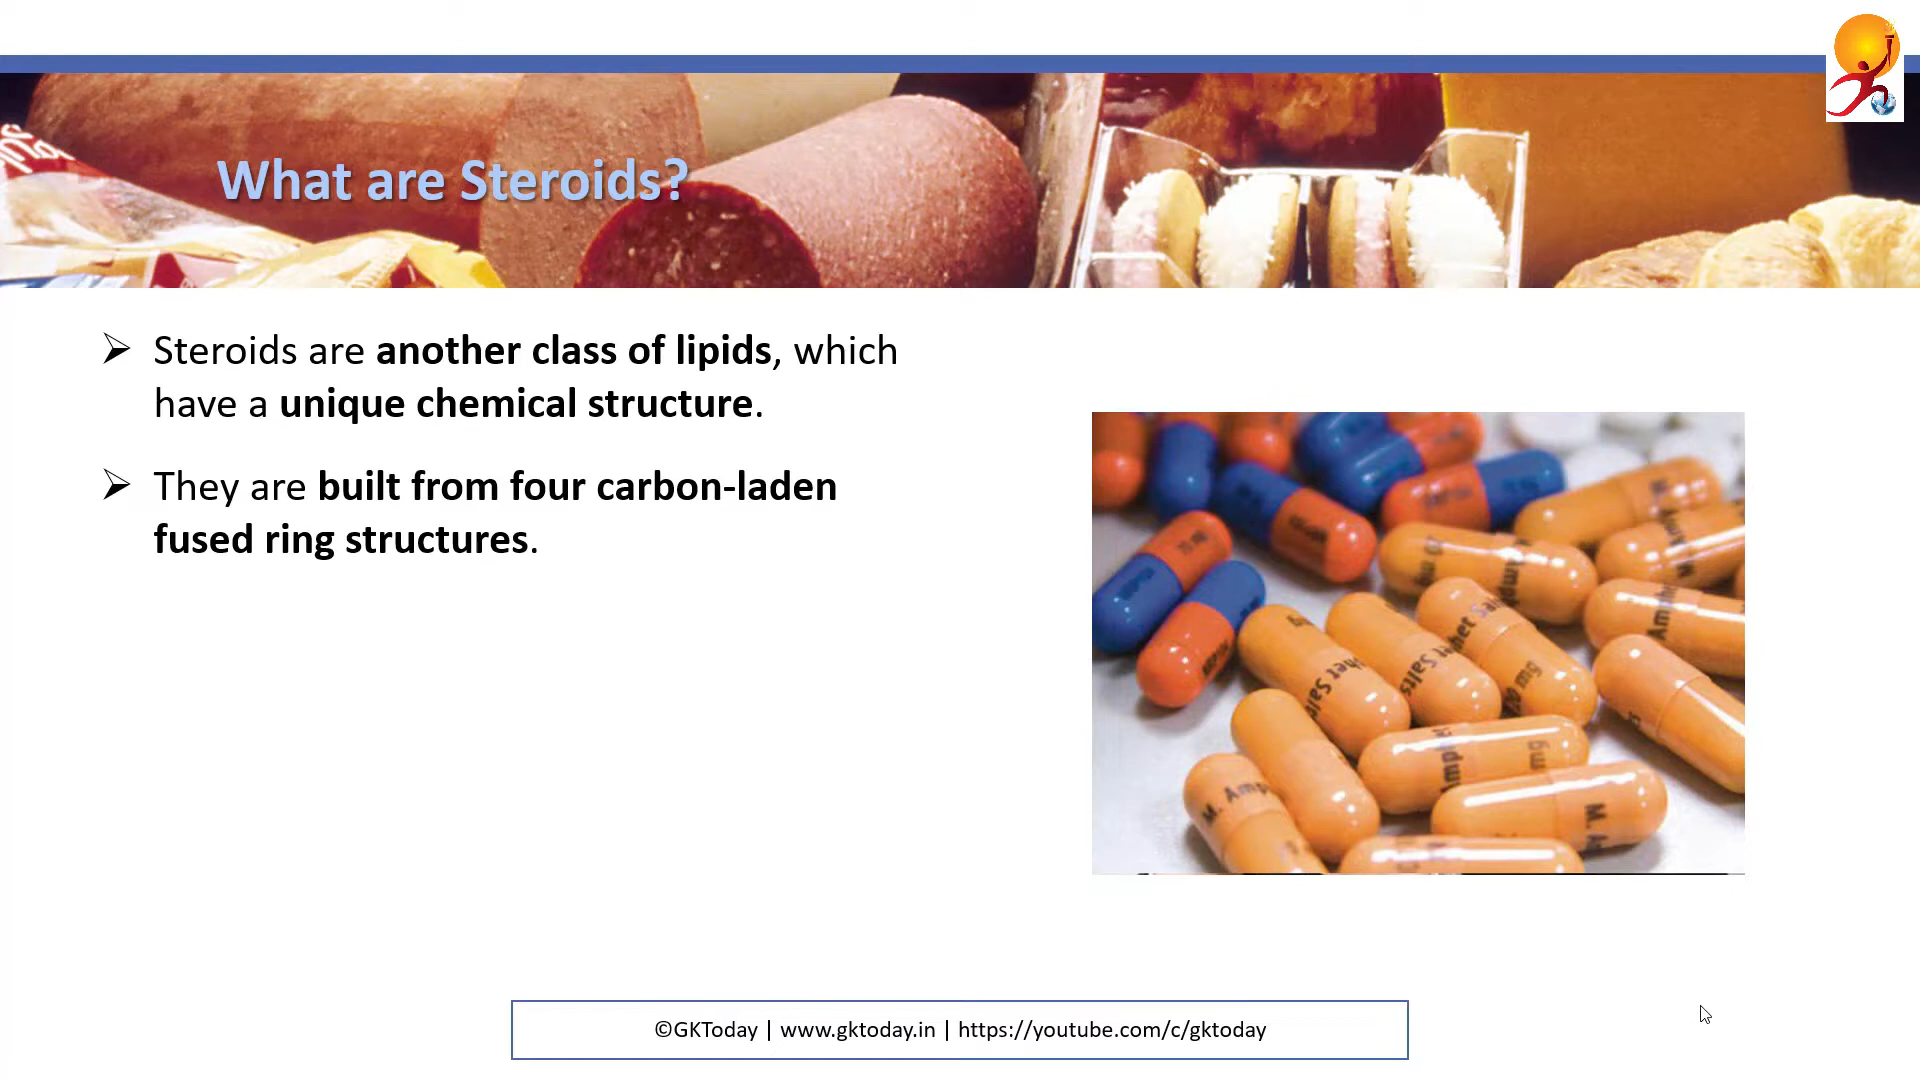 What are Steroids?
➢ Steroids are another class of lipids, which
have a unique chemical structure.
➢ They are built from four carbon-laden
fused ring structures.
M. Amp
M. A
©GKToday | www.gktoday.in | https://youtube.com/c/gktoday